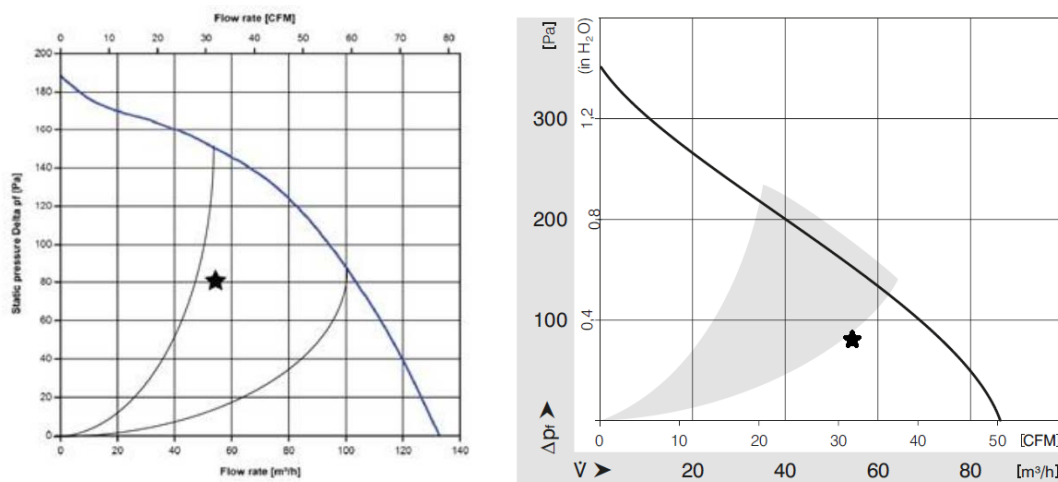 Flow rate [CFM]
0 10 20 30 40 50 60 70 80
200
180
160
140
120
100
80
60
40
20
0
Static pressure Delta pf [Pa]
0 20 40 60 80 100 120 140
Flow rate [m³/h]
[Pa]
(in H₂O)
300
1,2
200
0,8
100
0,4
Δpf ➤
0 10 20 30 40 50 [CFM]
V̇ ➤ 20 40 60 80 [m³/h]